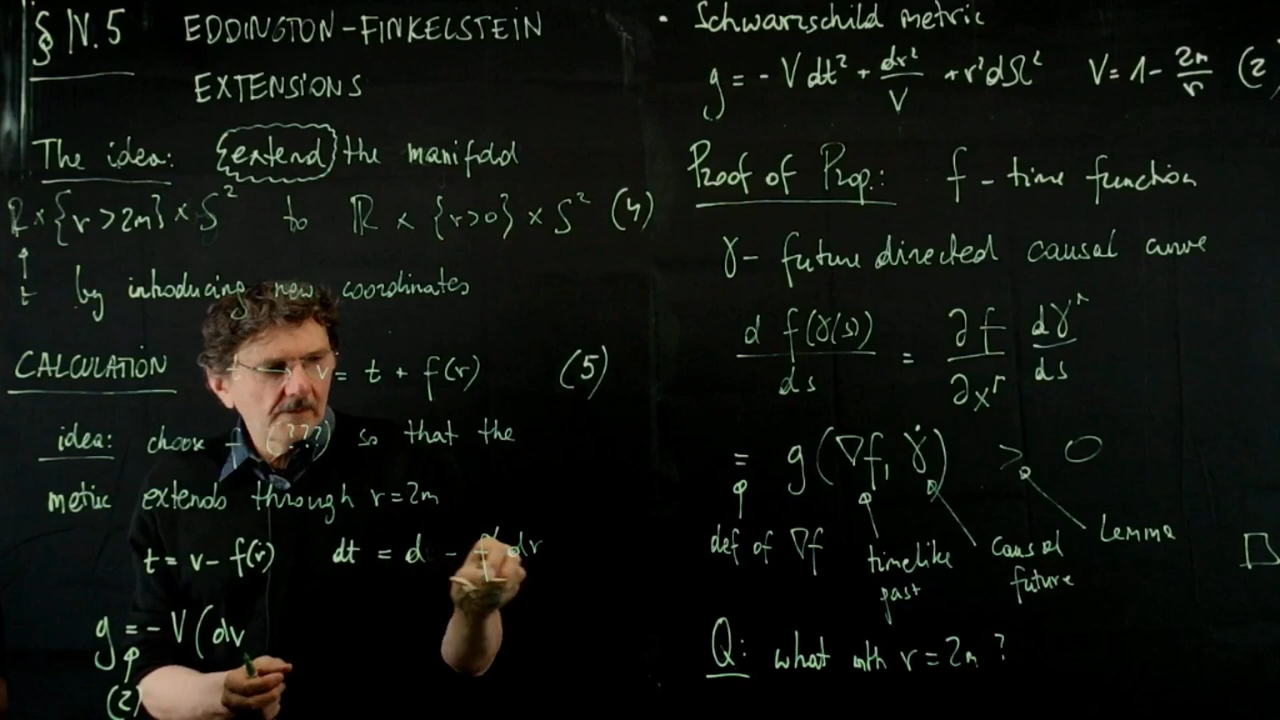 § IV.5 EDDINGTON-FINKELSTEIN
EXTENSIONS
The idea: {extend} the manifold
ℝ × {r > 2m} × S² to ℝ × {r > 0} × S² (4)
↑
t by introducing new coordinates
CALCULATION v = t + f(r) (5)
idea: choose f (???) so that the
metric extends through r = 2m
t = v - f(r) dt = d - f' dr
g = - V ( dv
(2)
• Schwarzschild metric
g = - V dt² + dr²/V + r² dΩ² V = 1 - 2m/r (2)
Proof of Prop.: f - time function
γ - future directed causal curve
d f(γ(s))/ds = ∂f/∂x^μ dγ^μ/ds
= g(∇f, γ̇) > 0
def of ∇f timelike past causal future Lemma □
Q: what with r = 2m ?